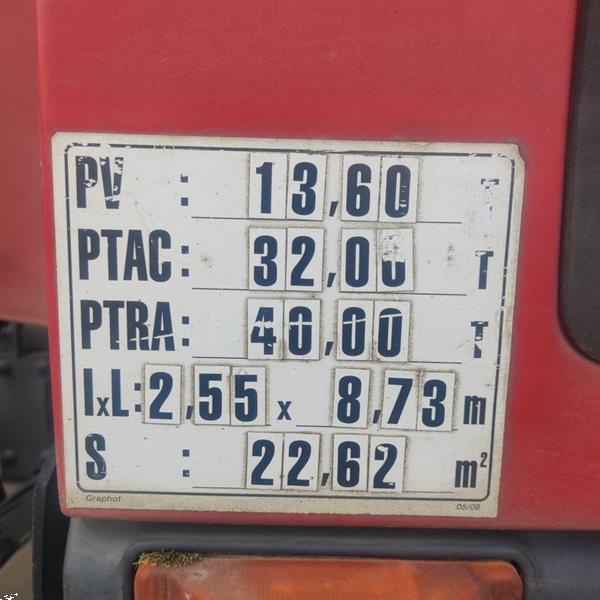 PV : 13,60 T
PTAC: 32,00 T
PTRA: 40,00 T
lxL: 2,55 x 8,73 m
S : 22,62 m²
Graphot 05/08